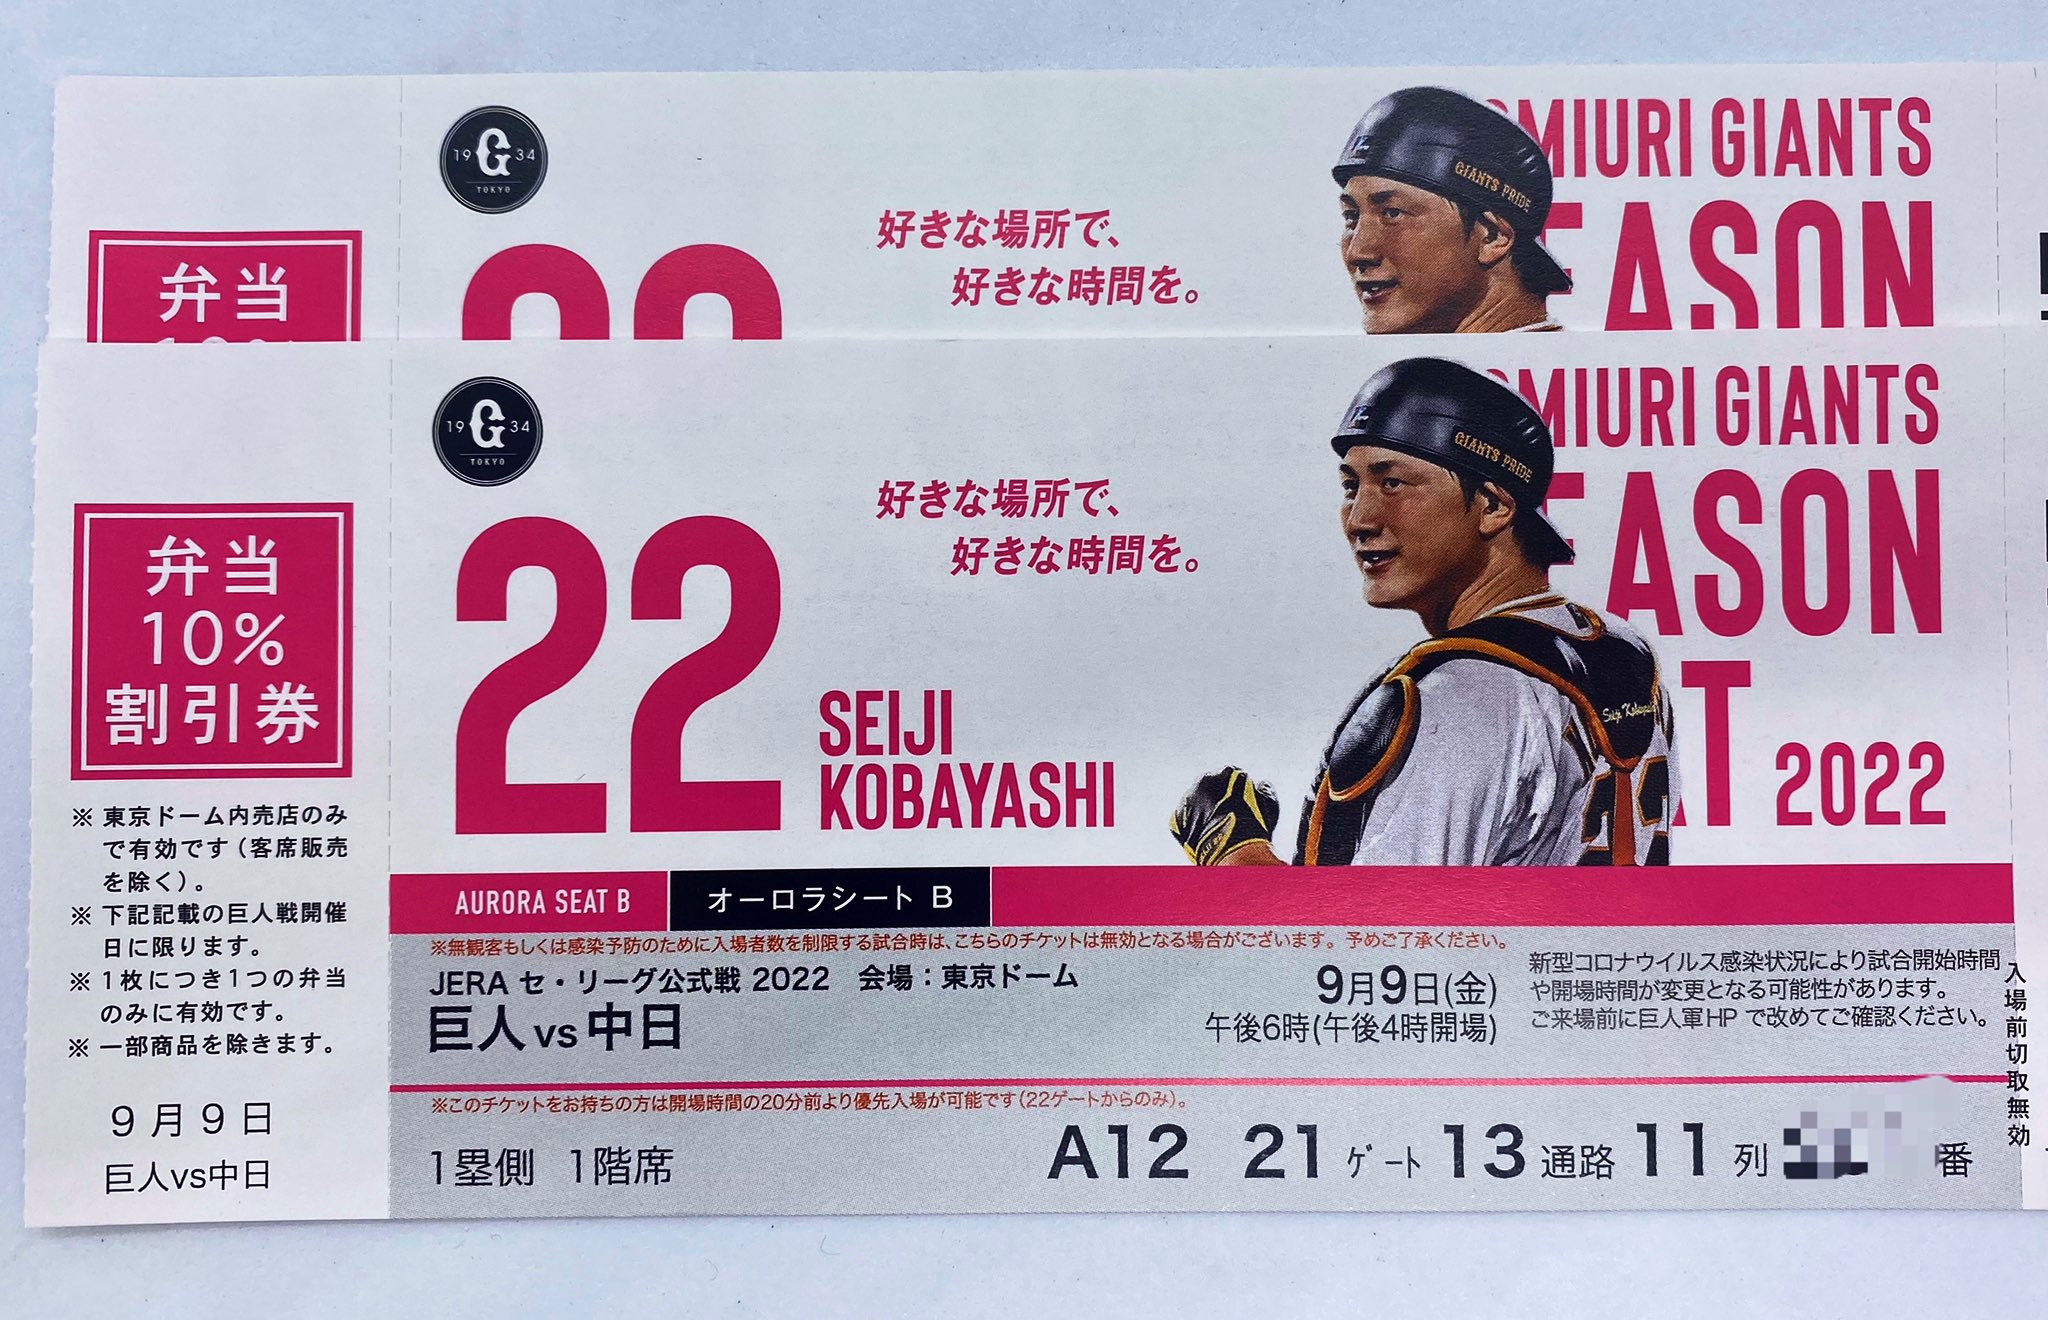 19 G 34
TOKYO
好きな場所で、
好きな時間を。
GIANTS PRIDE
MIURI GIANTS
EASON
弁当
19 G 34
TOKYO
22
好きな場所で、
好きな時間を。
SEIJI
KOBAYASHI
GIANTS PRIDE
MIURI GIANTS
EASON
AT 2022
弁当
10%
割引券
※東京ドーム内売店のみ
で有効です(客席販売
を除く)。
※下記記載の巨人戦開催
日に限ります。
※1枚につき1つの弁当
のみに有効です。
※一部商品を除きます。
9月9日
巨人vs中日
AURORA SEAT B オーロラシート B
※無観客もしくは感染予防のために入場者数を制限する試合時は、こちらのチケットは無効となる場合がございます。予めご了承ください。
JERA セ・リーグ公式戦 2022 会場:東京ドーム
巨人 vs 中日
9月9日(金)
午後6時(午後4時開場)
新型コロナウイルス感染状況により試合開始時間
や開場時間が変更となる可能性があります。
ご来場前に巨人軍HPで改めてご確認ください。
※このチケットをお持ちの方は開場時間の20分前より優先入場が可能です(22ゲートからのみ)。
1塁側 1階席 A12 21 ゲート 13 通路 11 列 番
入場前切取無効